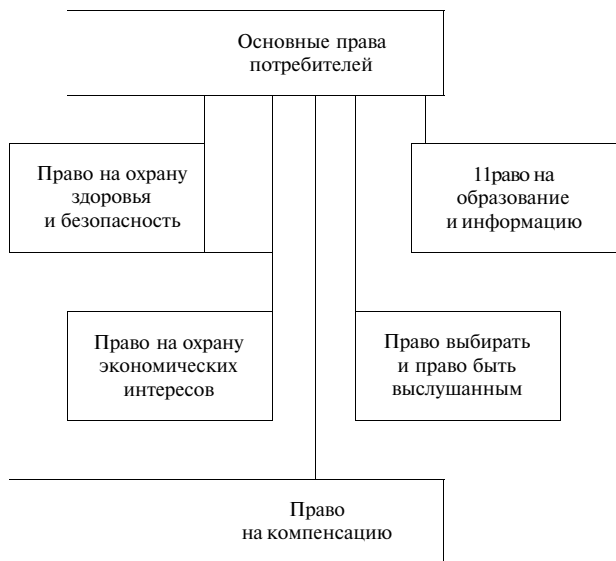 Основные права
потребителей
Право на охрану
здоровья
и безопасность
11раво на
образование
и информацию
Право на охрану
экономических
интересов
Право выбирать
и право быть
выслушанным
Право
на компенсацию